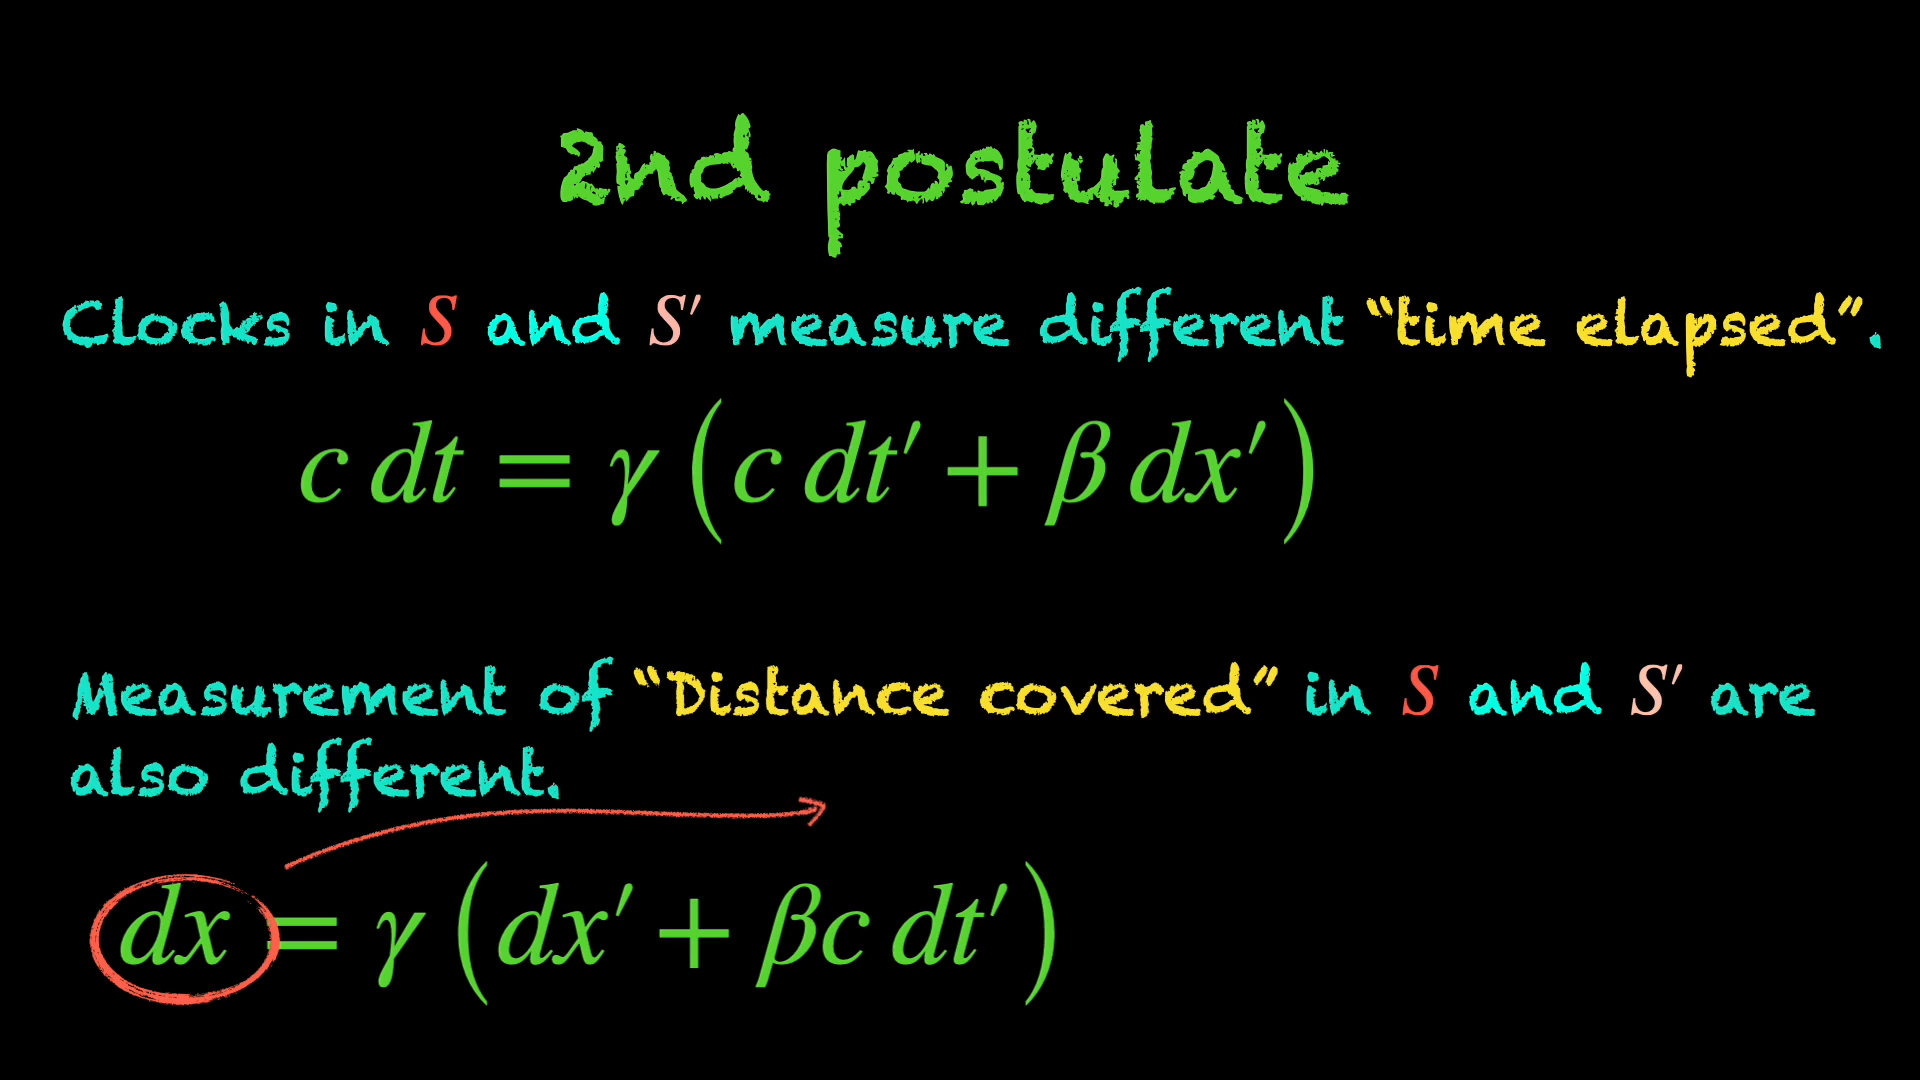 2nd postulate
Clocks in S and S′ measure different “time elapsed”.
c dt = γ (c dt′ + β dx′)
Measurement of “Distance covered” in S and S′ are
also different.
dx = γ (dx′ + βc dt′)